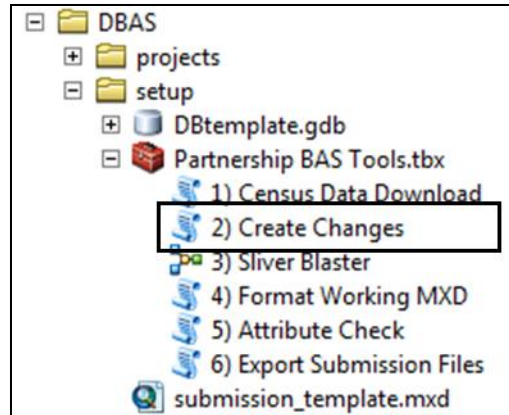 DBAS
projects
setup
DBtemplate.gdb
Partnership BAS Tools.tbx
1) Census Data Download
2) Create Changes
3) Sliver Blaster
4) Format Working MXD
5) Attribute Check
6) Export Submission Files
submission_template.mxd